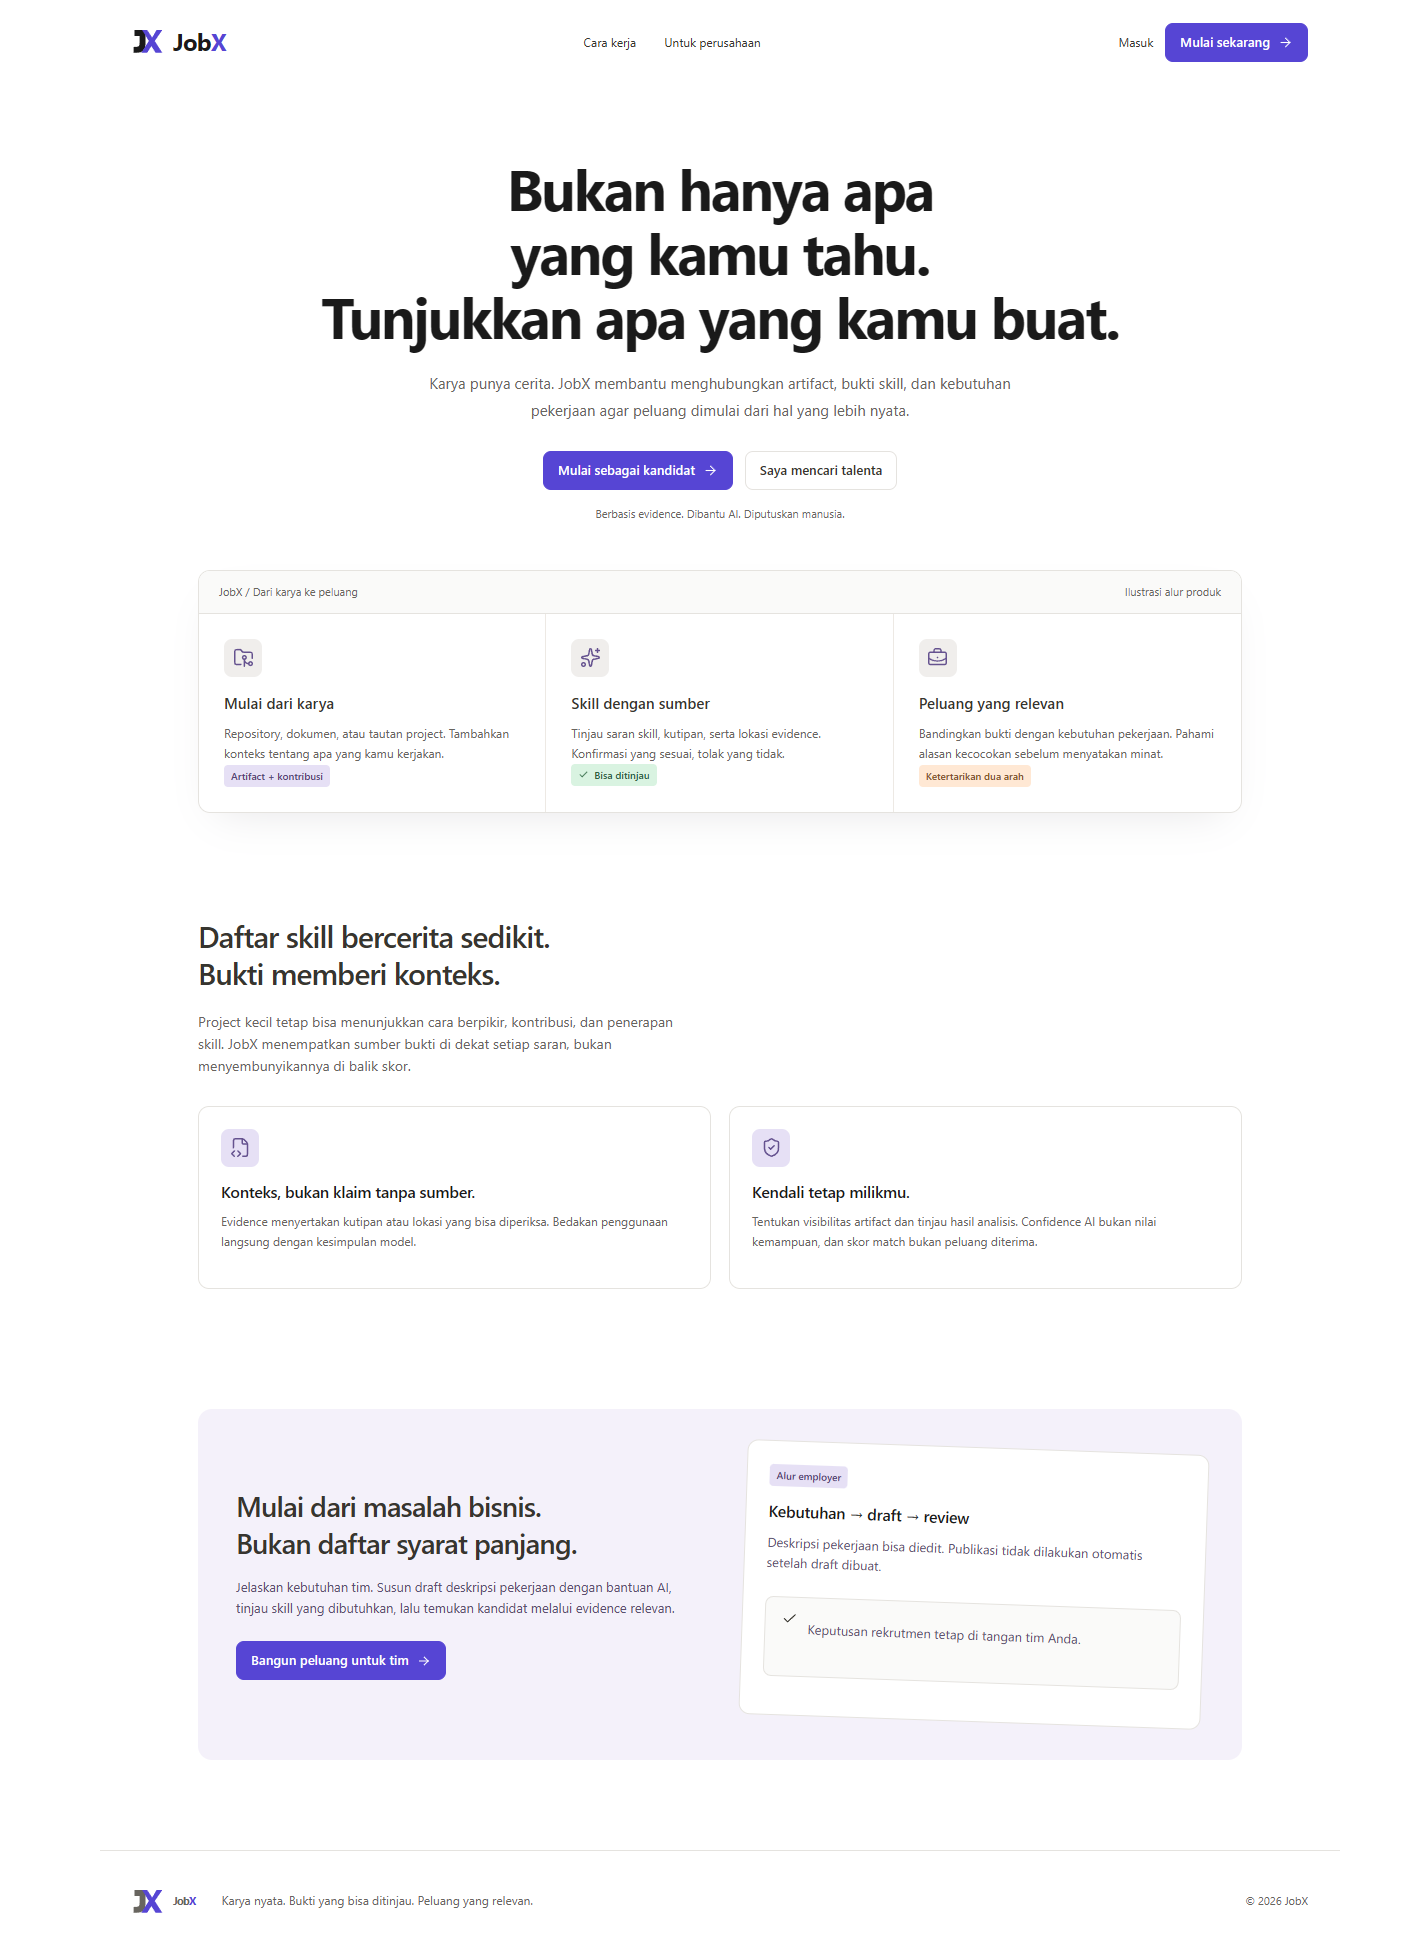 JX JobX
Cara kerja
Untuk perusahaan
Masuk
Mulai sekarang →
Bukan hanya apa
yang kamu tahu.
Tunjukkan apa yang kamu buat.
Karya punya cerita. JobX membantu menghubungkan artifact, bukti skill, dan kebutuhan
pekerjaan agar peluang dimulai dari hal yang lebih nyata.
Mulai sebagai kandidat →
Saya mencari talenta
Berbasis evidence. Dibantu AI. Diputuskan manusia.
JobX / Dari karya ke peluang
Ilustrasi alur produk
Mulai dari karya
Repository, dokumen, atau tautan project. Tambahkan
konteks tentang apa yang kamu kerjakan.
Artifact + kontribusi
Skill dengan sumber
Tinjau saran skill, kutipan, serta lokasi evidence.
Konfirmasi yang sesuai, tolak yang tidak.
Bisa ditinjau
Peluang yang relevan
Bandingkan bukti dengan kebutuhan pekerjaan. Pahami
alasan kecocokan sebelum menyatakan minat.
Ketertarikan dua arah
Daftar skill bercerita sedikit.
Bukti memberi konteks.
Project kecil tetap bisa menunjukkan cara berpikir, kontribusi, dan penerapan
skill. JobX menempatkan sumber bukti di dekat setiap saran, bukan
menyembunyikannya di balik skor.
Konteks, bukan klaim tanpa sumber.
Evidence menyertakan kutipan atau lokasi yang bisa diperiksa. Bedakan penggunaan
langsung dengan kesimpulan model.
Kendali tetap milikmu.
Tentukan visibilitas artifact dan tinjau hasil analisis. Confidence AI bukan nilai
kemampuan, dan skor match bukan peluang diterima.
Mulai dari masalah bisnis.
Bukan daftar syarat panjang.
Jelaskan kebutuhan tim. Susun draft deskripsi pekerjaan dengan bantuan AI,
tinjau skill yang dibutuhkan, lalu temukan kandidat melalui evidence relevan.
Bangun peluang untuk tim →
Alur employer
Kebutuhan → draft → review
Deskripsi pekerjaan bisa diedit. Publikasi tidak dilakukan otomatis
setelah draft dibuat.
Keputusan rekrutmen tetap di tangan tim Anda.
JX JobX
Karya nyata. Bukti yang bisa ditinjau. Peluang yang relevan.
© 2026 JobX